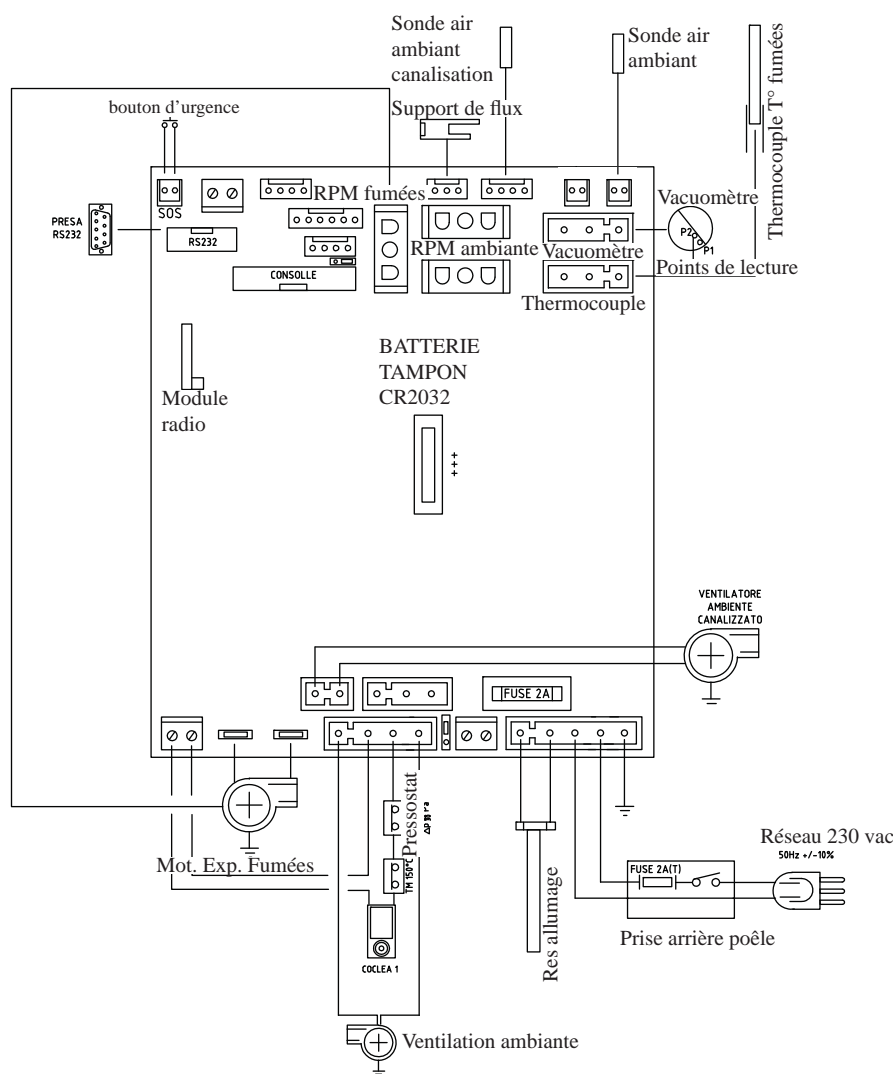 Sonde air
ambiant
canalisation
Sonde air
ambiant
Thermocouple T° fumées
bouton d'urgence
Support de flux
SOS
RPM fumées
Vacuomètre
PRESA
RS232
RS232
P2
P1
RPM ambiante
Vacuomètre
Points de lecture
CONSOLLE
Thermocouple
BATTERIE
TAMPON
CR2032
+++
Module
radio
VENTILATORE
AMBIENTE
CANALIZZATO
FUSE 2A
Pressostat
TM 150°C
Mot. Exp. Fumées
COCLEA 1
Res allumage
Réseau 230 vac
50Hz +/-10%
FUSE 2A(T)
Prise arrière poêle
Ventilation ambiante